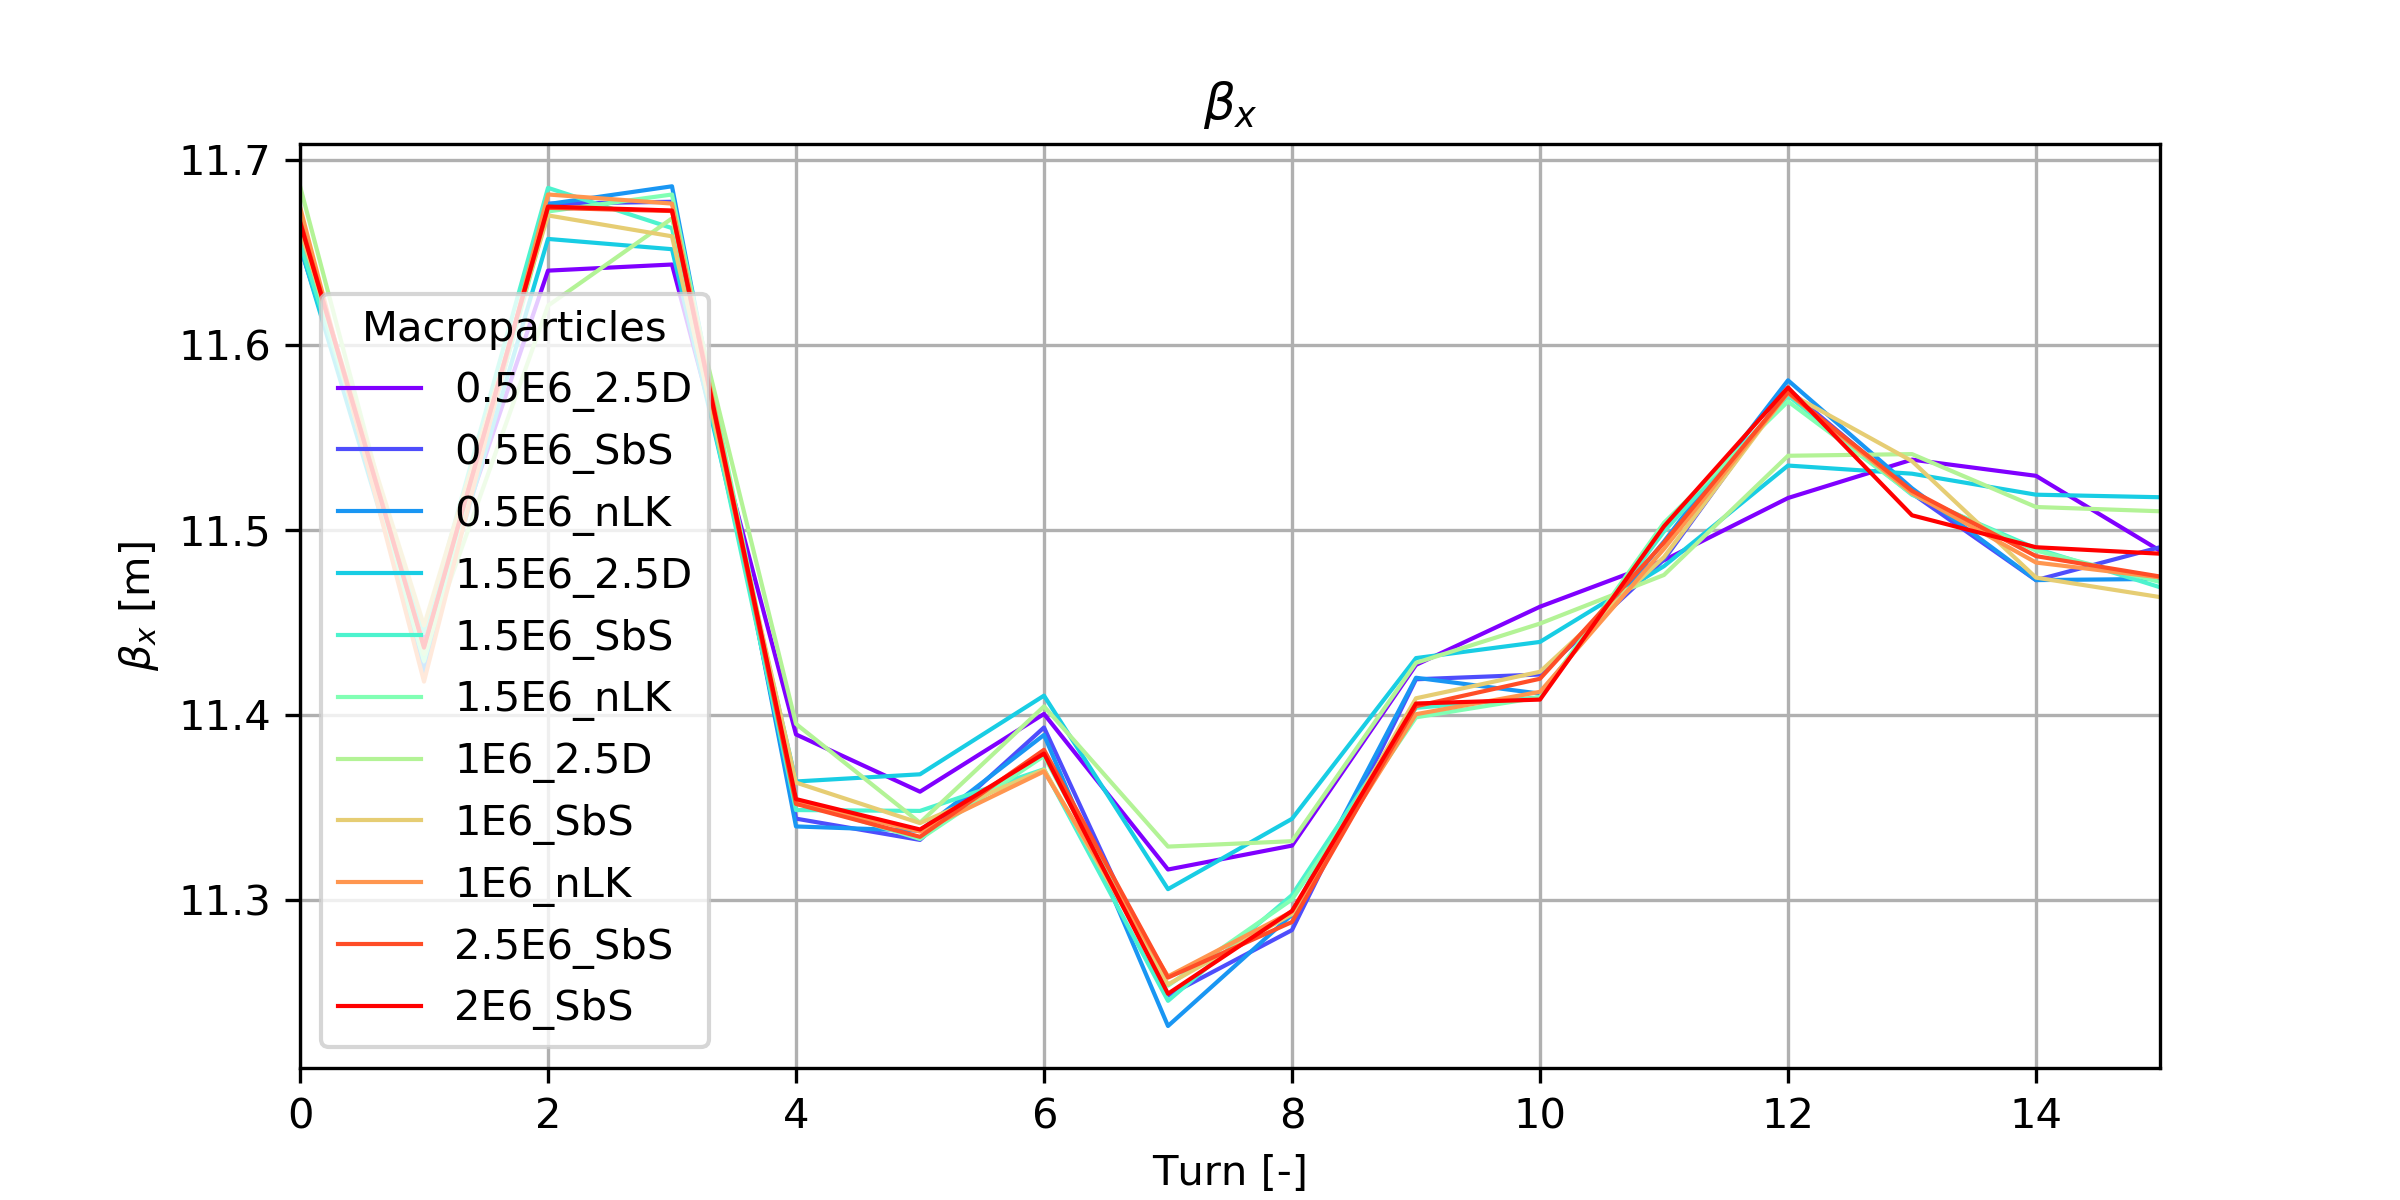 βx
11.7
11.6
11.5
11.4
11.3
βx [m]
Macroparticles
0.5E6_2.5D
0.5E6_SbS
0.5E6_nLK
1.5E6_2.5D
1.5E6_SbS
1.5E6_nLK
1E6_2.5D
1E6_SbS
1E6_nLK
2.5E6_SbS
2E6_SbS
0 2 4 6 8 10 12 14
Turn [-]